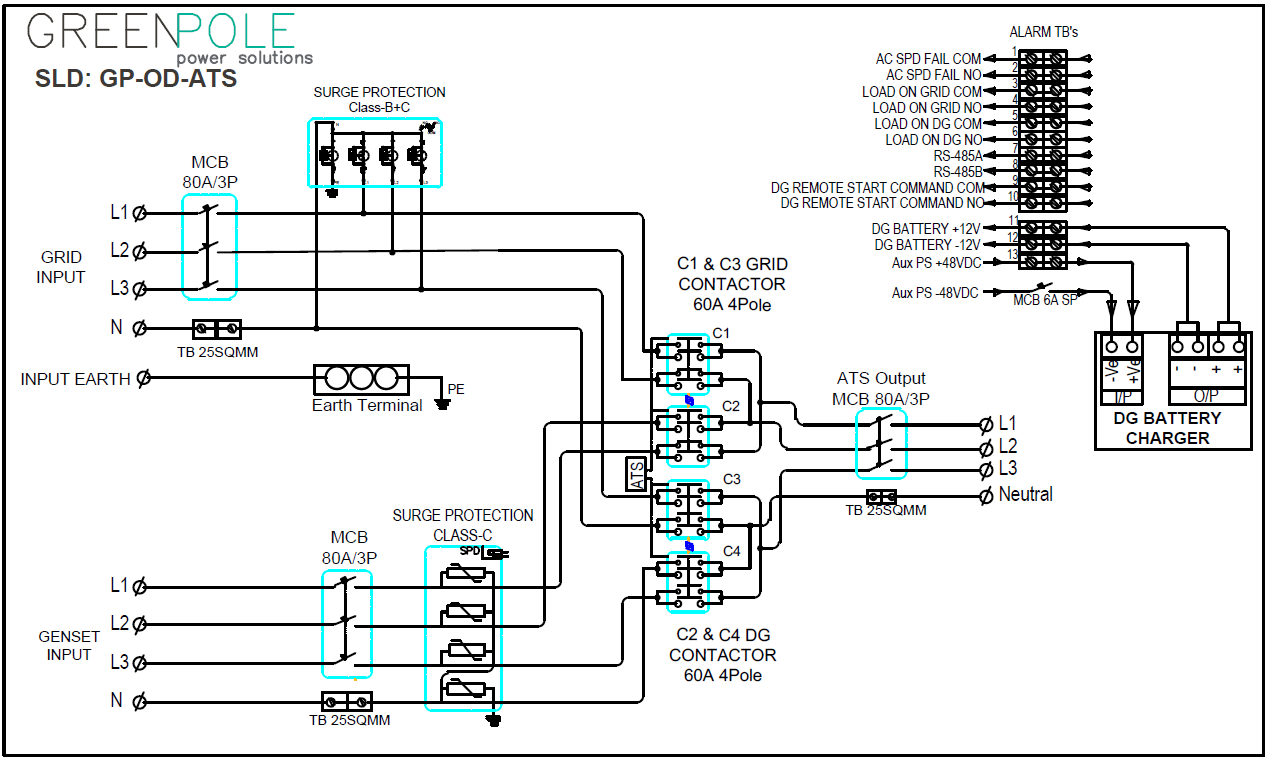 GREENPOLE
power solutions
SLD: GP-OD-ATS
SURGE PROTECTION
Class-B+C
MCB
80A/3P
L1
L2
L3
N
GRID
INPUT
TB 25SQMM
INPUT EARTH
Earth Terminal
PE
C1 & C3 GRID
CONTACTOR
60A 4Pole
C1
C2
ATS
C3
C4
C2 & C4 DG
CONTACTOR
60A 4Pole
ATS Output
MCB 80A/3P
L1
L2
L3
Neutral
TB 25SQMM
SURGE PROTECTION
CLASS-C
SPD
MCB
80A/3P
L1
L2
L3
N
GENSET
INPUT
TB 25SQMM
ALARM TB's
AC SPD FAIL COM 1
AC SPD FAIL NO 2
LOAD ON GRID COM 3
LOAD ON GRID NO 4
LOAD ON DG COM 5
LOAD ON DG NO 6
RS-485A 7
RS-485B 8
DG REMOTE START COMMAND COM 9
DG REMOTE START COMMAND NO 10
DG BATTERY +12V 11
DG BATTERY -12V 12
Aux PS +48VDC 13
Aux PS -48VDC
MCB 6A SP
-Ve +Ve
- - + +
I/P
O/P
DG BATTERY
CHARGER